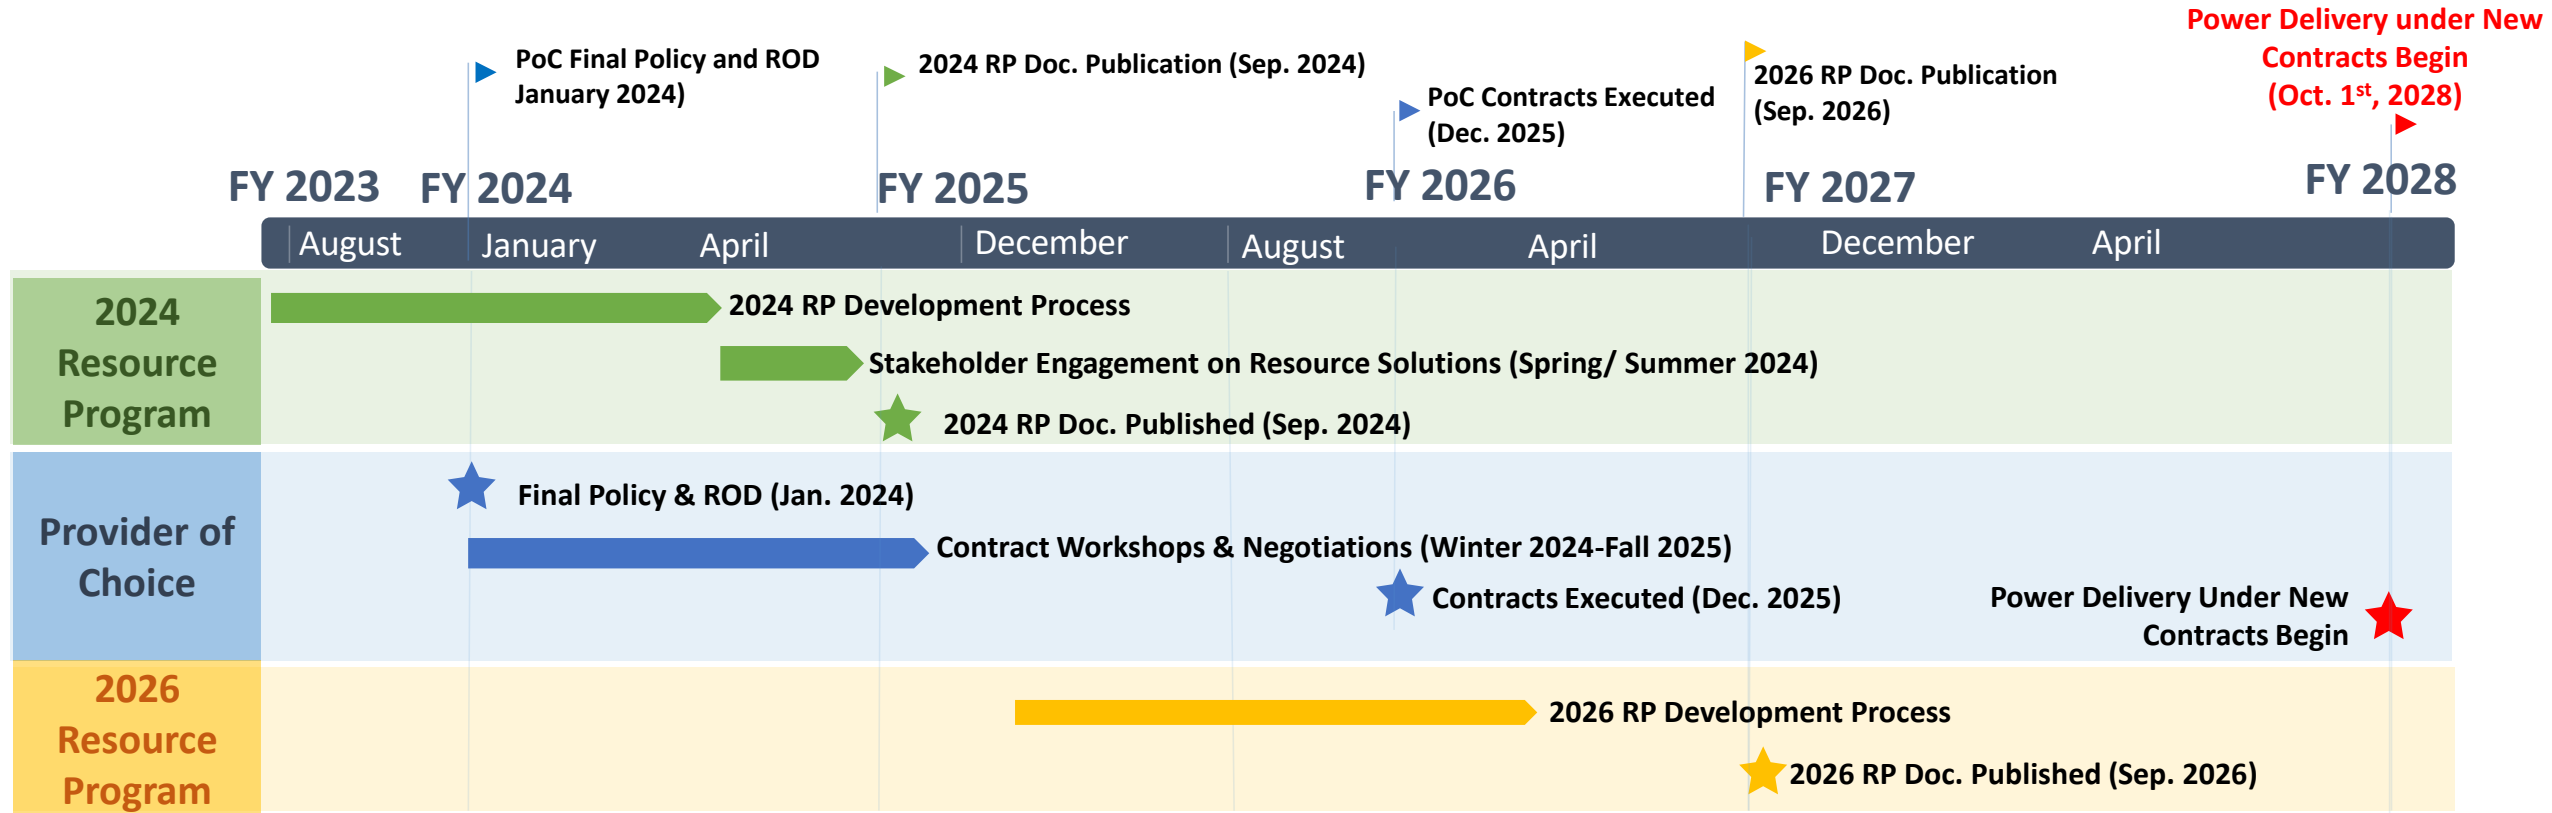 Power Delivery under New
Contracts Begin
(Oct. 1st, 2028)
PoC Final Policy and ROD
January 2024)
2024 RP Doc. Publication (Sep. 2024)
PoC Contracts Executed
(Dec. 2025)
2026 RP Doc. Publication
(Sep. 2026)
FY 2023
FY 2024
FY 2025
FY 2026
FY 2027
FY 2028
August
January
April
December
August
April
December
April
2024
Resource
Program
2024 RP Development Process
Stakeholder Engagement on Resource Solutions (Spring/ Summer 2024)
2024 RP Doc. Published (Sep. 2024)
Provider of
Choice
Final Policy & ROD (Jan. 2024)
Contract Workshops & Negotiations (Winter 2024-Fall 2025)
Contracts Executed (Dec. 2025)
Power Delivery Under New
Contracts Begin
2026
Resource
Program
2026 RP Development Process
2026 RP Doc. Published (Sep. 2026)